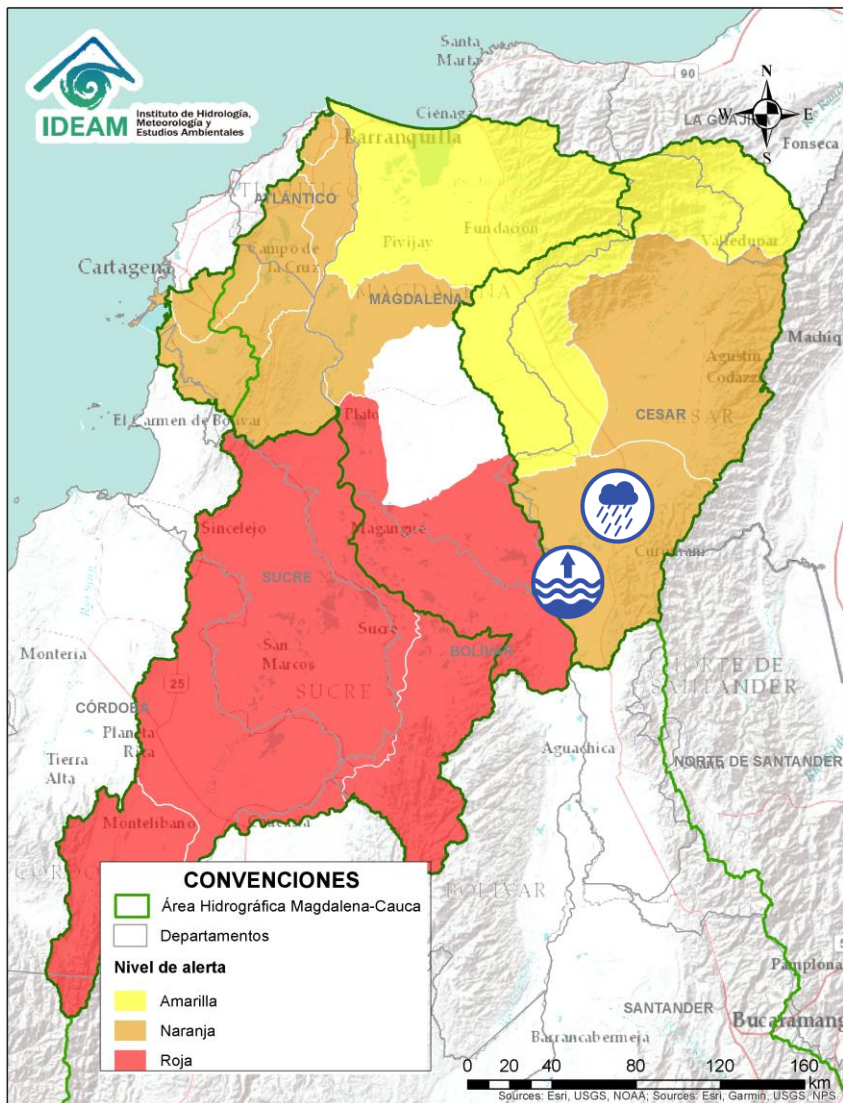 IDEAM
Instituto de Hidrología,
Meteorología y
Estudios Ambientales
Santa
Marta
90
N
W
E
S
LA GUAJI
Ciénaga
Barranquilla
Fonseca
ATLÁNTICO
Valledupar
Fundación
Pivijay
Campo de
la Cruz
Cartagena
MAGDALENA
Machiq
Agustín
Codazzi
El Carmen de Bolívar
Plato
CESAR
CESAR
Sincelejo
Magangué
Curumaní
SUCRE
Sucre
San
Marcos
BOLÍVAR
Montería
25
SUCRE
NORTE DE
SANTANDER
CÓRDOBA
Planeta
Rica
Aguachica
Tierra
Alta
NORTE DE SANTANDER
Montelíbano
BOLÍVAR
CONVENCIONES
Área Hidrográfica Magdalena-Cauca
Departamentos
Nivel de alerta
Amarilla
Naranja
Roja
Pamplona
SANTANDER
Bucaramang
Barrancabermeja
0 20 40 80 120 160
km
Sources: Esri, USGS, NOAA; Sources: Esri, Garmin, USGS, NPS